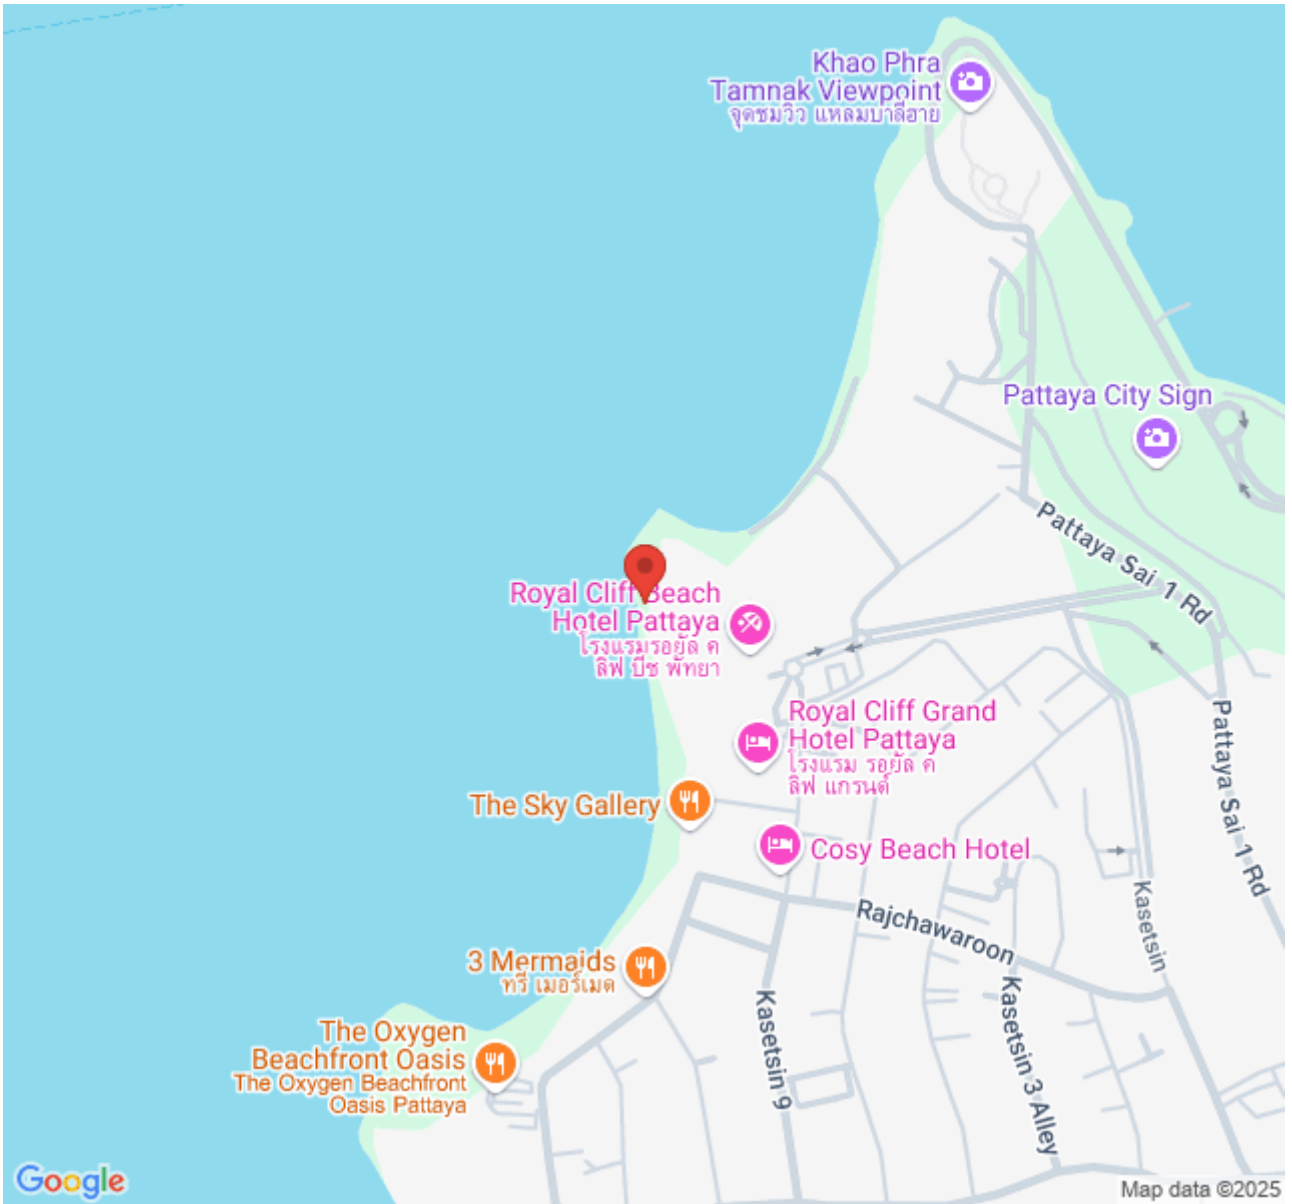 Khao Phra
Tamnak Viewpoint
จุดชมวิว แหลมบาลีฮาย
Pattaya City Sign
Pattaya Sai 1 Rd
Royal Cliff Beach
Hotel Pattaya
โรงแรมรอยัล ค
ลิฟ บีช พัทยา
Royal Cliff Grand
Hotel Pattaya
โรงแรม รอยัล ค
ลิฟ แกรนด์
Pattaya Sai 1 Rd
The Sky Gallery
Cosy Beach Hotel
Kasetsin
Rajchawaroon
3 Mermaids
ทรี เมอร์เมด
Kasetsin 9
Kasetsin 3 Alley
The Oxygen
Beachfront Oasis
The Oxygen Beachfront
Oasis Pattaya
Google
Map data ©2025